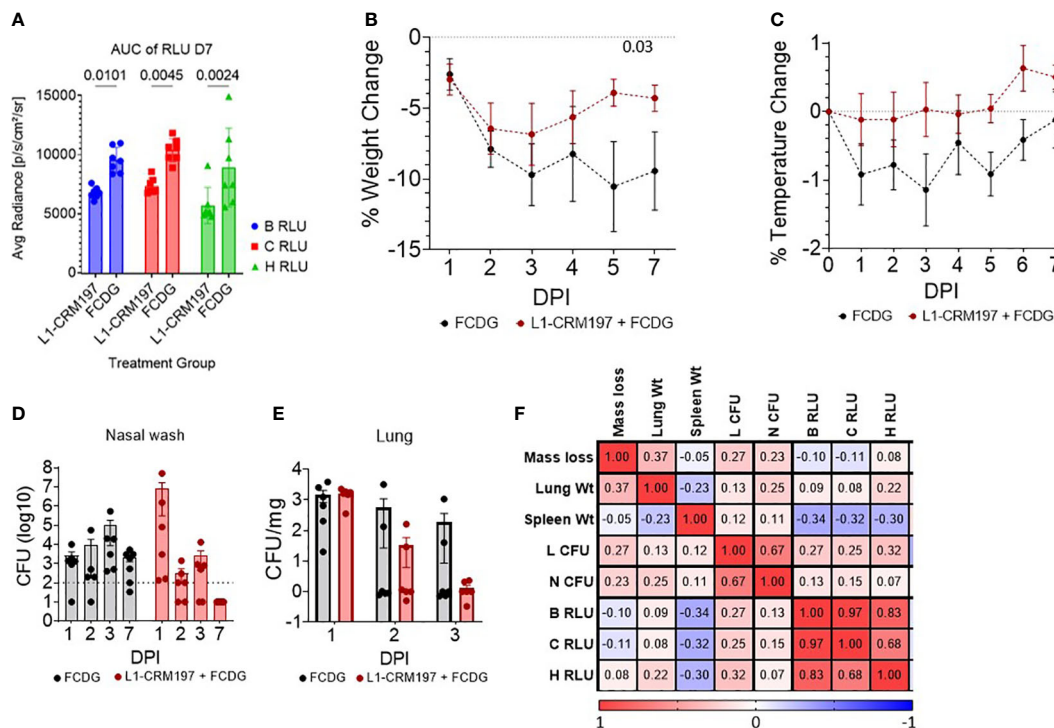 A
AUC of RLU D7
0.0101 0.0045 0.0024
Avg Radiance [p/s/cm²/sr]
15000
10000
5000
0
B RLU
C RLU
H RLU
L1-CRM197 FCDG L1-CRM197 FCDG L1-CRM197 FCDG
Treatment Group
B
% Weight Change
0
-5
-10
-15
0.03
1 2 3 4 5 7
DPI
FCDG L1-CRM197 + FCDG
C
% Temperature Change
1
0
-1
-2
0 1 2 3 4 5 6 7
DPI
FCDG L1-CRM197 + FCDG
D
Nasal wash
CFU (log10)
8
7
6
5
4
3
2
1
1 2 3 7 1 2 3 7
DPI
FCDG L1-CRM197 + FCDG
E
Lung
CFU/mg
4
3
2
1
0
-1
1 2 3
DPI
FCDG L1-CRM197 + FCDG
F
Mass loss Lung Wt Spleen Wt L CFU N CFU B RLU C RLU H RLU
Mass loss 1.00 0.37 -0.05 0.27 0.23 -0.10 -0.11 0.08
Lung Wt 0.37 1.00 -0.23 0.13 0.25 0.09 0.08 0.22
Spleen Wt -0.05 -0.23 1.00 0.12 0.11 -0.34 -0.32 -0.30
L CFU 0.27 0.13 0.12 1.00 0.67 0.27 0.25 0.32
N CFU 0.23 0.25 0.11 0.67 1.00 0.13 0.15 0.07
B RLU -0.10 0.09 -0.34 0.27 0.13 1.00 0.97 0.83
C RLU -0.11 0.08 -0.32 0.25 0.15 0.97 1.00 0.68
H RLU 0.08 0.22 -0.30 0.32 0.07 0.83 0.68 1.00
1 0 -1